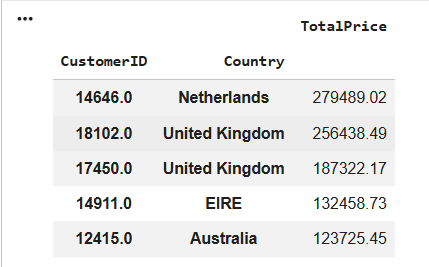 TotalPrice
CustomerID Country
14646.0 Netherlands 279489.02
18102.0 United Kingdom 256438.49
17450.0 United Kingdom 187322.17
14911.0 EIRE 132458.73
12415.0 Australia 123725.45